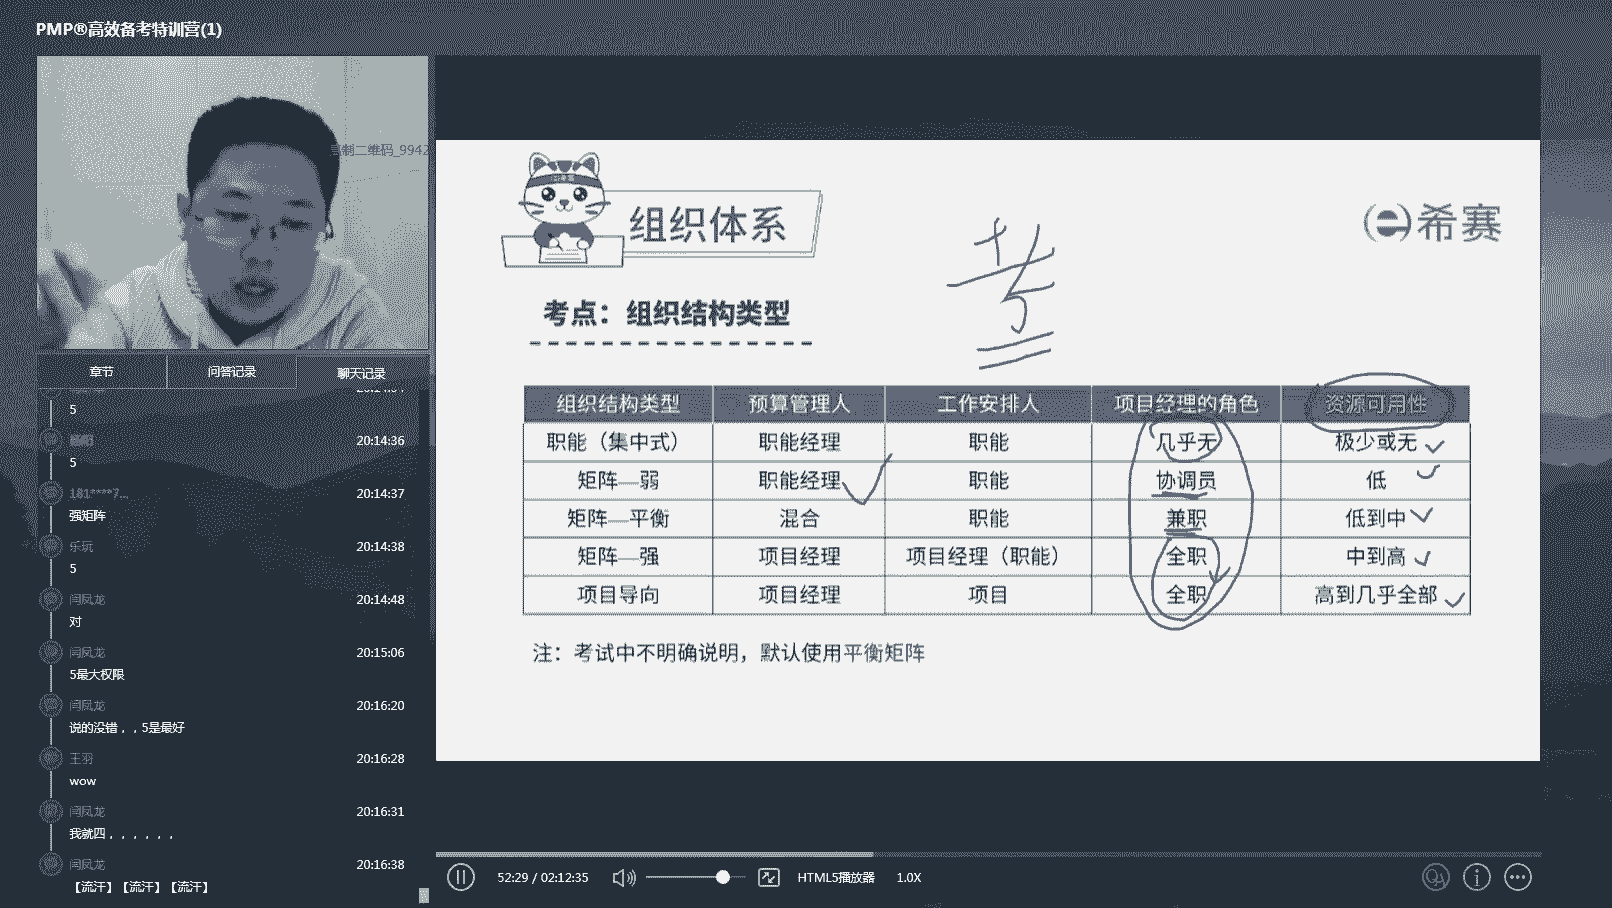 PMP®高效备考特训营(1)
制二维码_9942
章节
问答记录
聊天记录
5
20:14:36
5
181****7...
20:14:37
强矩阵
乐玩
20:14:38
5
闫凤龙
20:14:48
对
闫凤龙
20:15:06
5是最大权限
闫凤龙
20:16:20
说的没错，，5是最好
王羽
20:16:28
wow
闫凤龙
20:16:31
我就四，，，，，，
闫凤龙
20:16:38
【流汗】【流汗】【流汗】
组织体系
希赛
考
考点：组织结构类型
组织结构类型 预算管理人 工作安排人 项目经理的角色 资源可用性
职能（集中式） 职能经理 职能 几乎无 极少或无
矩阵—弱 职能经理 职能 协调员 低
矩阵—平衡 混合 职能 兼职 低到中
矩阵—强 项目经理 项目经理（职能） 全职 中到高
项目导向 项目经理 项目 全职 高到几乎全部
注：考试中不明确说明，默认使用平衡矩阵
52:29 / 02:12:35
HTML5播放器
1.0X